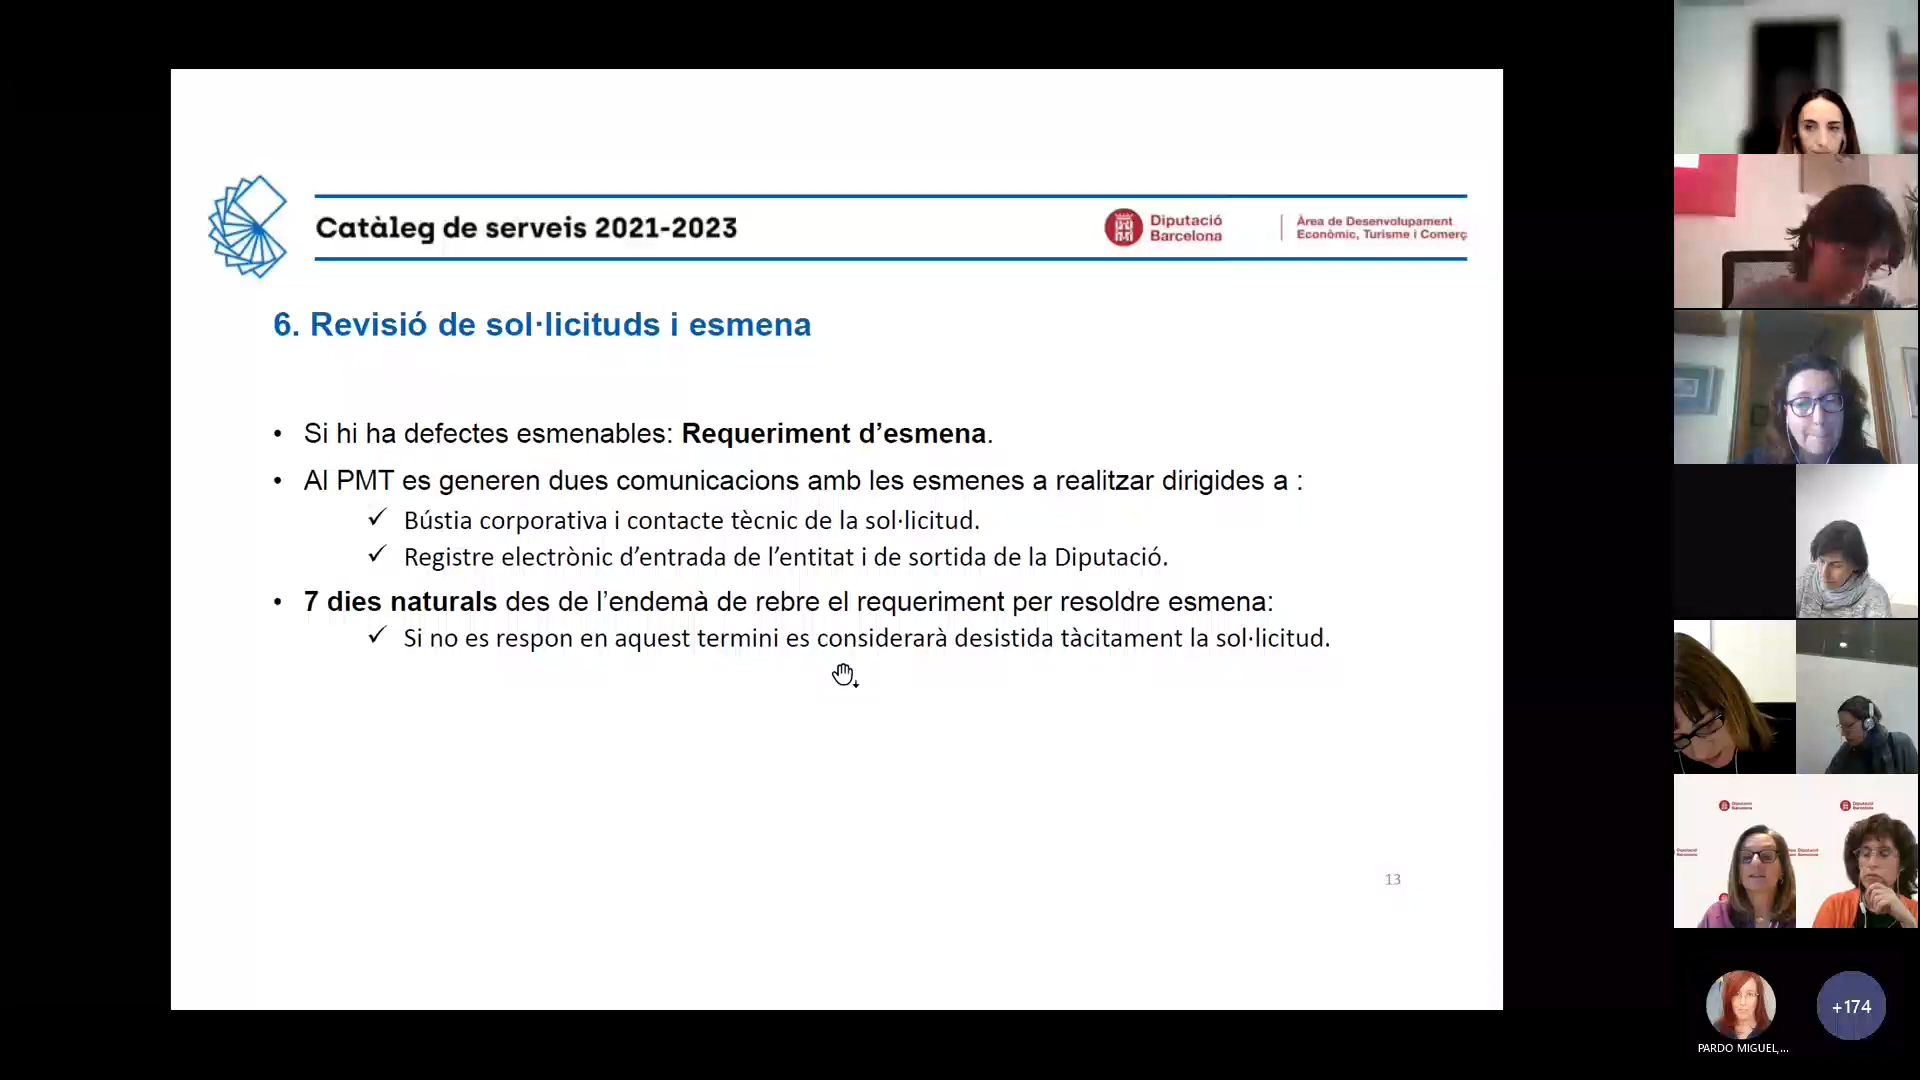 Catàleg de serveis 2021-2023
Diputació
Barcelona
Àrea de Desenvolupament
Econòmic, Turisme i Comerç
6. Revisió de sol·licituds i esmena
• Si hi ha defectes esmenables: Requeriment d’esmena.
• Al PMT es generen dues comunicacions amb les esmenes a realitzar dirigides a :
✓ Bústia corporativa i contacte tècnic de la sol·licitud.
✓ Registre electrònic d’entrada de l’entitat i de sortida de la Diputació.
• 7 dies naturals des de l’endemà de rebre el requeriment per resoldre esmena:
✓ Si no es respon en aquest termini es considerarà desistida tàcitament la sol·licitud.
13
Diputació
Barcelona
Diputació
Barcelona
+174
PARDO MIGUEL,...